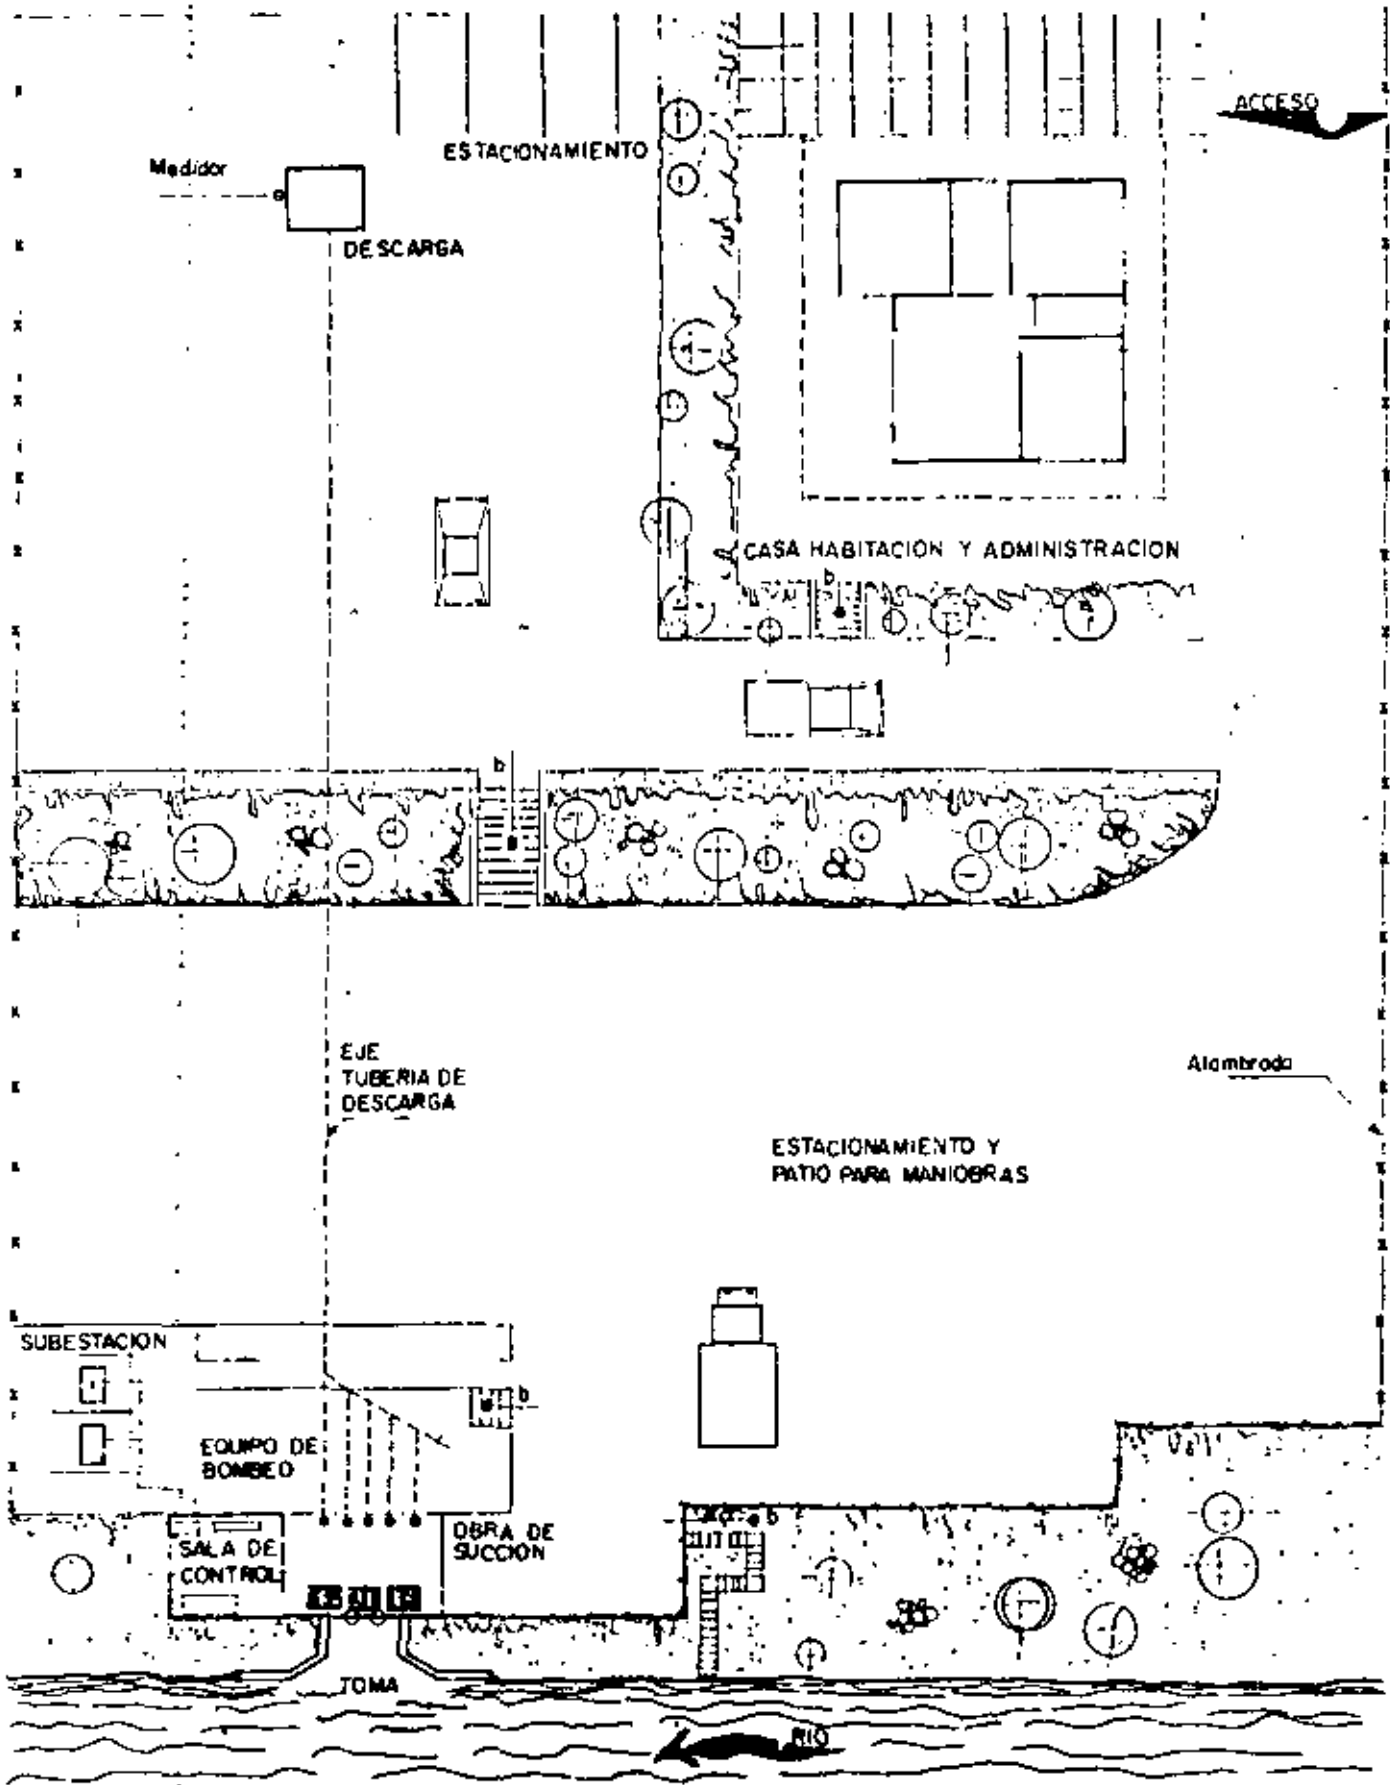 ACCESO
ESTACIONAMIENTO
Medidor
DESCARGA
CASA HABITACION Y ADMINISTRACION
b
b
EJE
TUBERIA DE
DESCARGA
Alambrado
ESTACIONAMIENTO Y
PATIO PARA MANIOBRAS
SUBESTACION
b
EQUIPO DE
BOMBEO
b
OBRA DE
SUCCION
SALA DE
CONTROL
TOMA
RIO